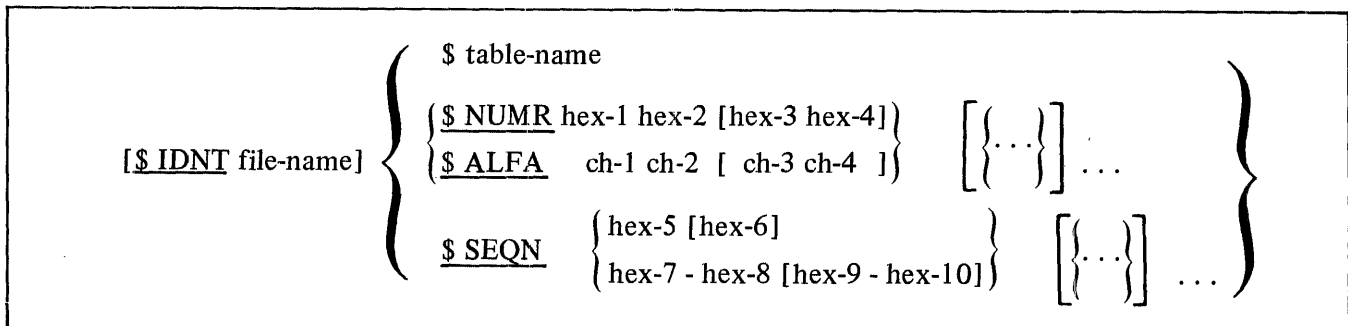 $ table-name
$ NUMR hex-1 hex-2 [hex-3 hex-4]
[$ IDNT file-name] $ ALFA ch-1 ch-2 [ ch-3 ch-4 ] [{...}] ...
$ SEQN hex-5 [hex-6]
hex-7 - hex-8 [hex-9 - hex-10] [{...}] ...